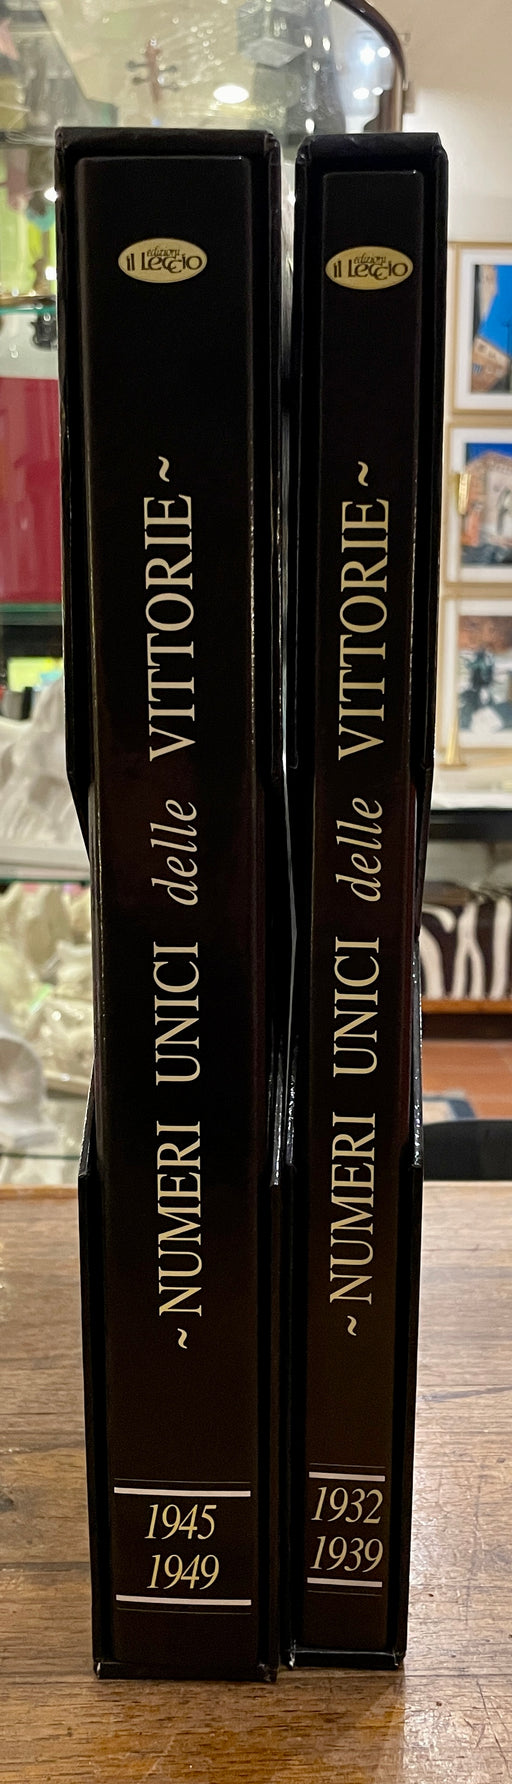 edizioni
il Leccio
~ NUMERI UNICI delle VITTORIE ~
1945
1949
edizioni
il Leccio
~ NUMERI UNICI delle VITTORIE ~
1932
1939